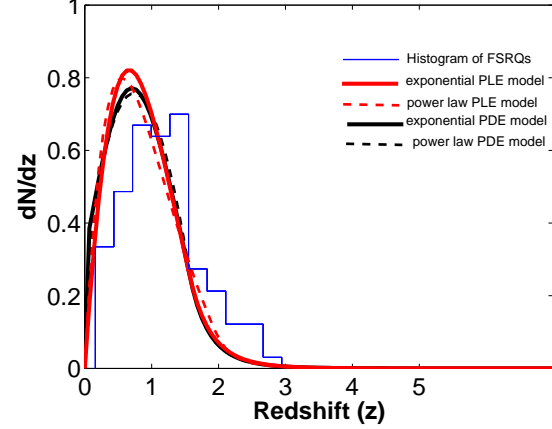 1
0.8
0.6
0.4
0.2
0
dN/dz
Histogram of FSRQs
exponential PLE model
power law PLE model
exponential PDE model
power law PDE model
0 1 2 3 4 5
Redshift (z)